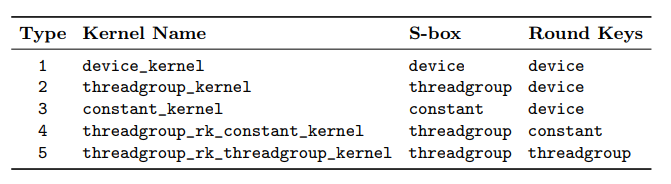 Type Kernel Name S-box Round Keys
1 device_kernel device device
2 threadgroup_kernel threadgroup device
3 constant_kernel constant device
4 threadgroup_rk_constant_kernel threadgroup constant
5 threadgroup_rk_threadgroup_kernel threadgroup threadgroup